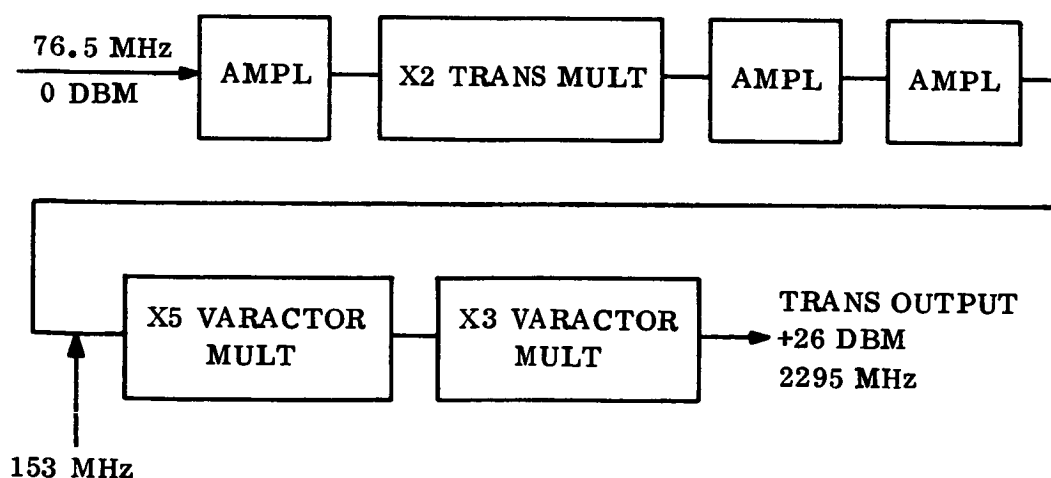 76.5 MHz
0 DBM
AMPL
X2 TRANS MULT
AMPL
AMPL
X5 VARACTOR
MULT
X3 VARACTOR
MULT
TRANS OUTPUT
+26 DBM
2295 MHz
153 MHz